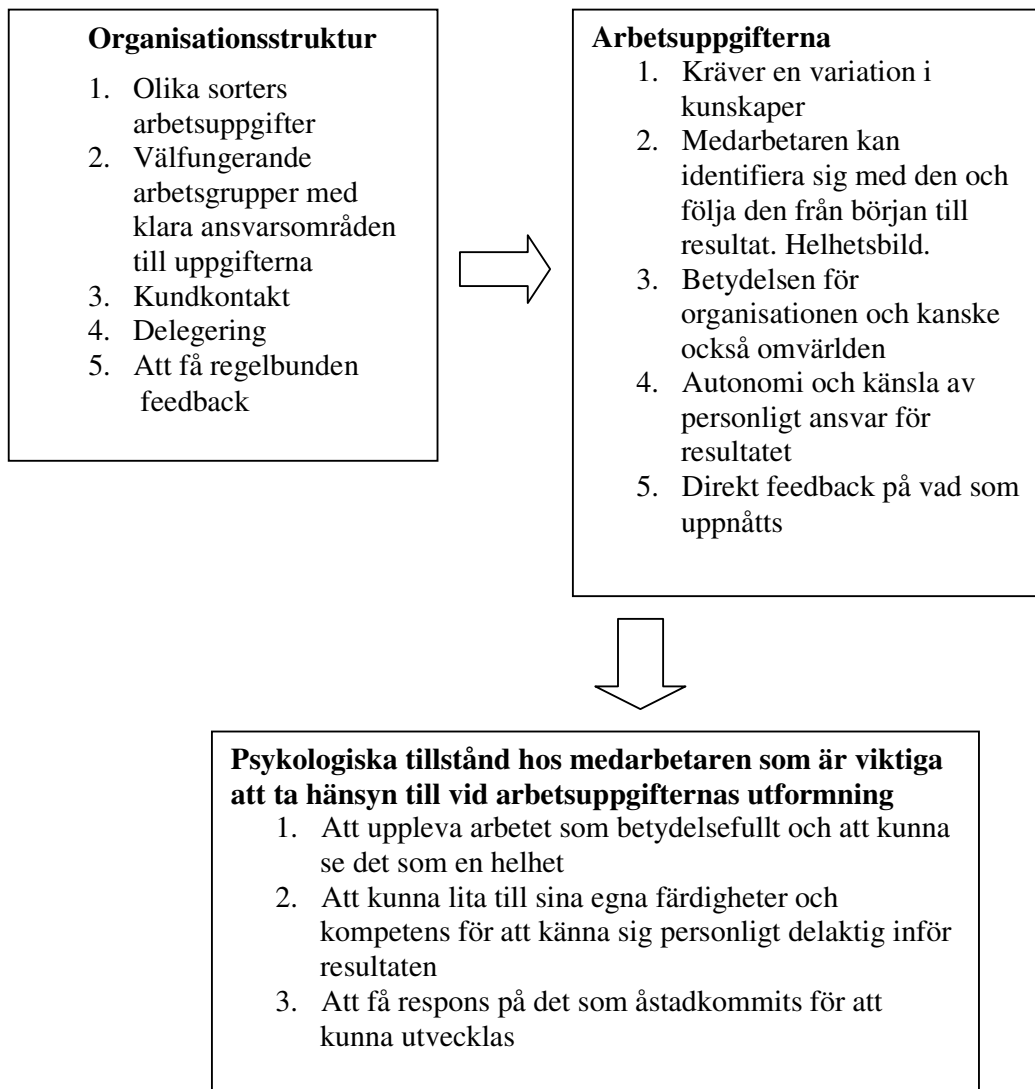 Organisationsstruktur
1. Olika sorters
arbetsuppgifter
2. Välfungerande
arbetsgrupper med
klara ansvarsområden
till uppgifterna
3. Kundkontakt
4. Delegering
5. Att få regelbunden
feedback
Arbetsuppgifterna
1. Kräver en variation i
kunskaper
2. Medarbetaren kan
identifiera sig med den och
följa den från början till
resultat. Helhetsbild.
3. Betydelsen för
organisationen och kanske
också omvärlden
4. Autonomi och känsla av
personligt ansvar för
resultatet
5. Direkt feedback på vad som
uppnåtts
Psykologiska tillstånd hos medarbetaren som är viktiga
att ta hänsyn till vid arbetsuppgifternas utformning
1. Att uppleva arbetet som betydelsefullt och att kunna
se det som en helhet
2. Att kunna lita till sina egna färdigheter och
kompetens för att känna sig personligt delaktig inför
resultaten
3. Att få respons på det som åstadkommits för att
kunna utvecklas